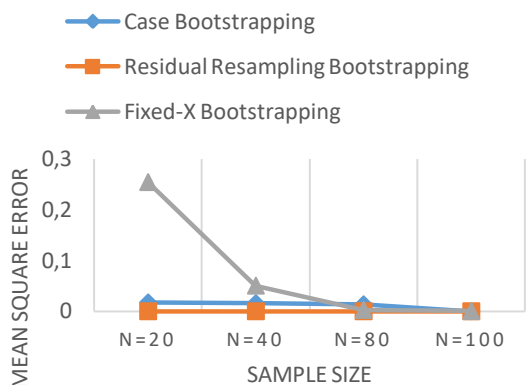 Case Bootstrapping
Residual Resampling Bootstrapping
Fixed-X Bootstrapping
MEAN SQUARE ERROR
0,3
0,2
0,1
0
N=20
N=40
N=80
N=100
SAMPLE SIZE